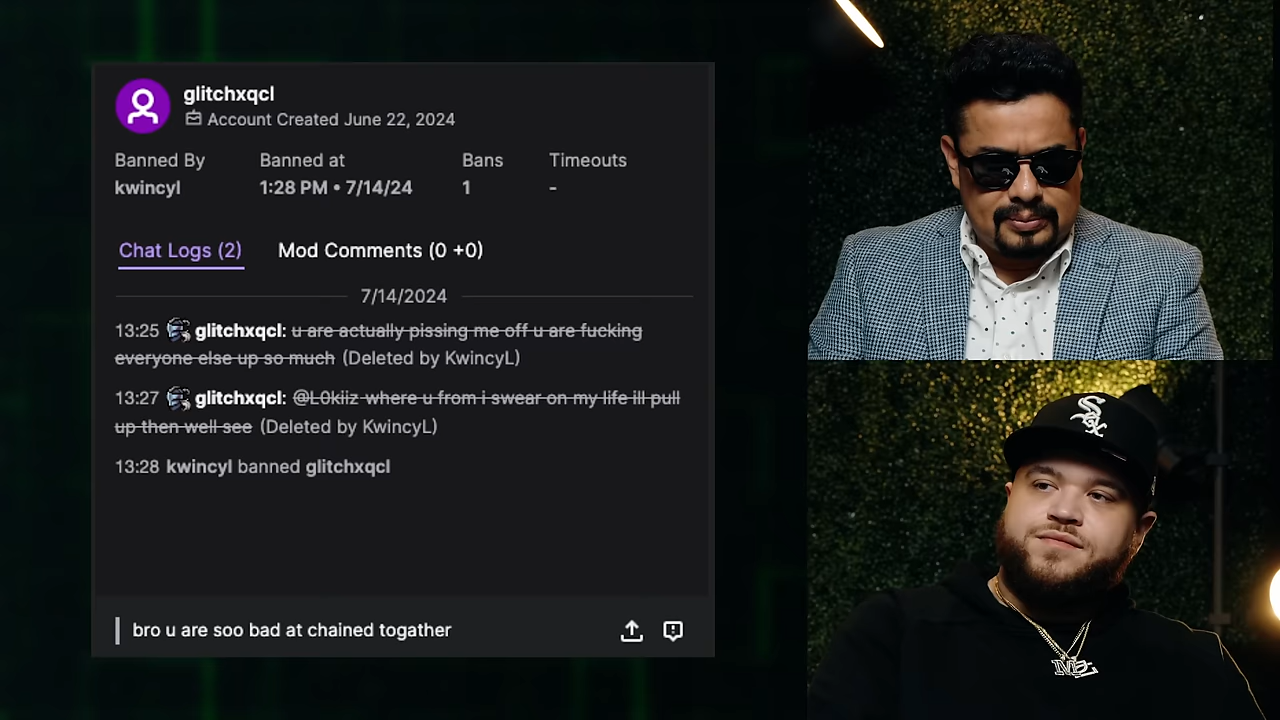 glitchxqcl
Account Created June 22, 2024
Banned By Banned at Bans Timeouts
kwincyl 1:28 PM • 7/14/24 1 -
Chat Logs (2) Mod Comments (0 +0)
7/14/2024
13:25 glitchxqcl: u are actually pissing me off u are fucking
everyone else up so much (Deleted by KwincyL)
13:27 glitchxqcl: @L0kiiz where u from i swear on my life ill pull
up then well see (Deleted by KwincyL)
13:28 kwincyl banned glitchxqcl
bro u are soo bad at chained togather
Sox